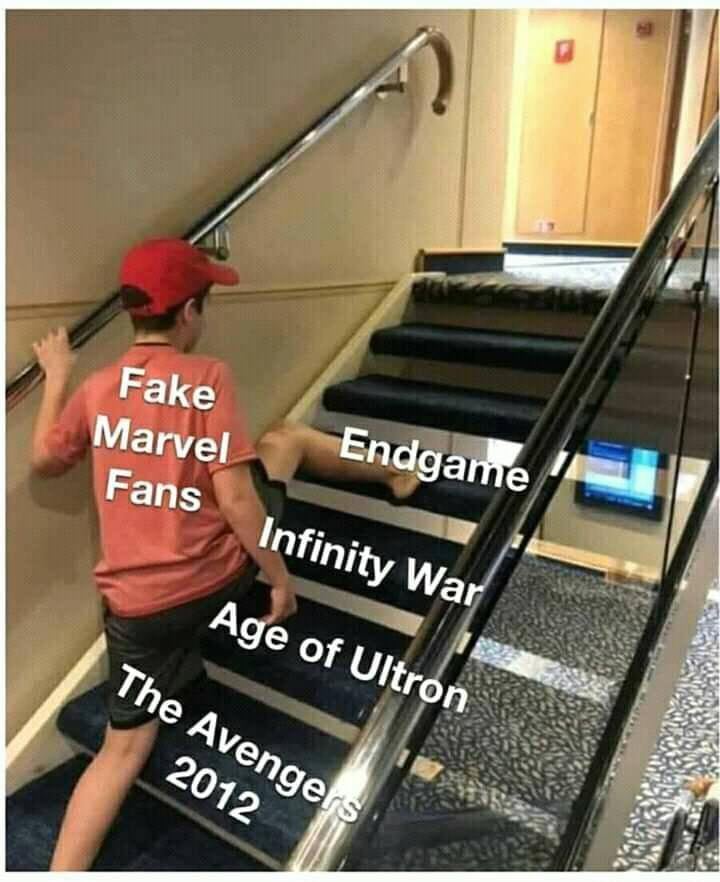 Fake
Marvel
Fans
Endgame
Infinity War
Age of Ultron
The Avengers
2012